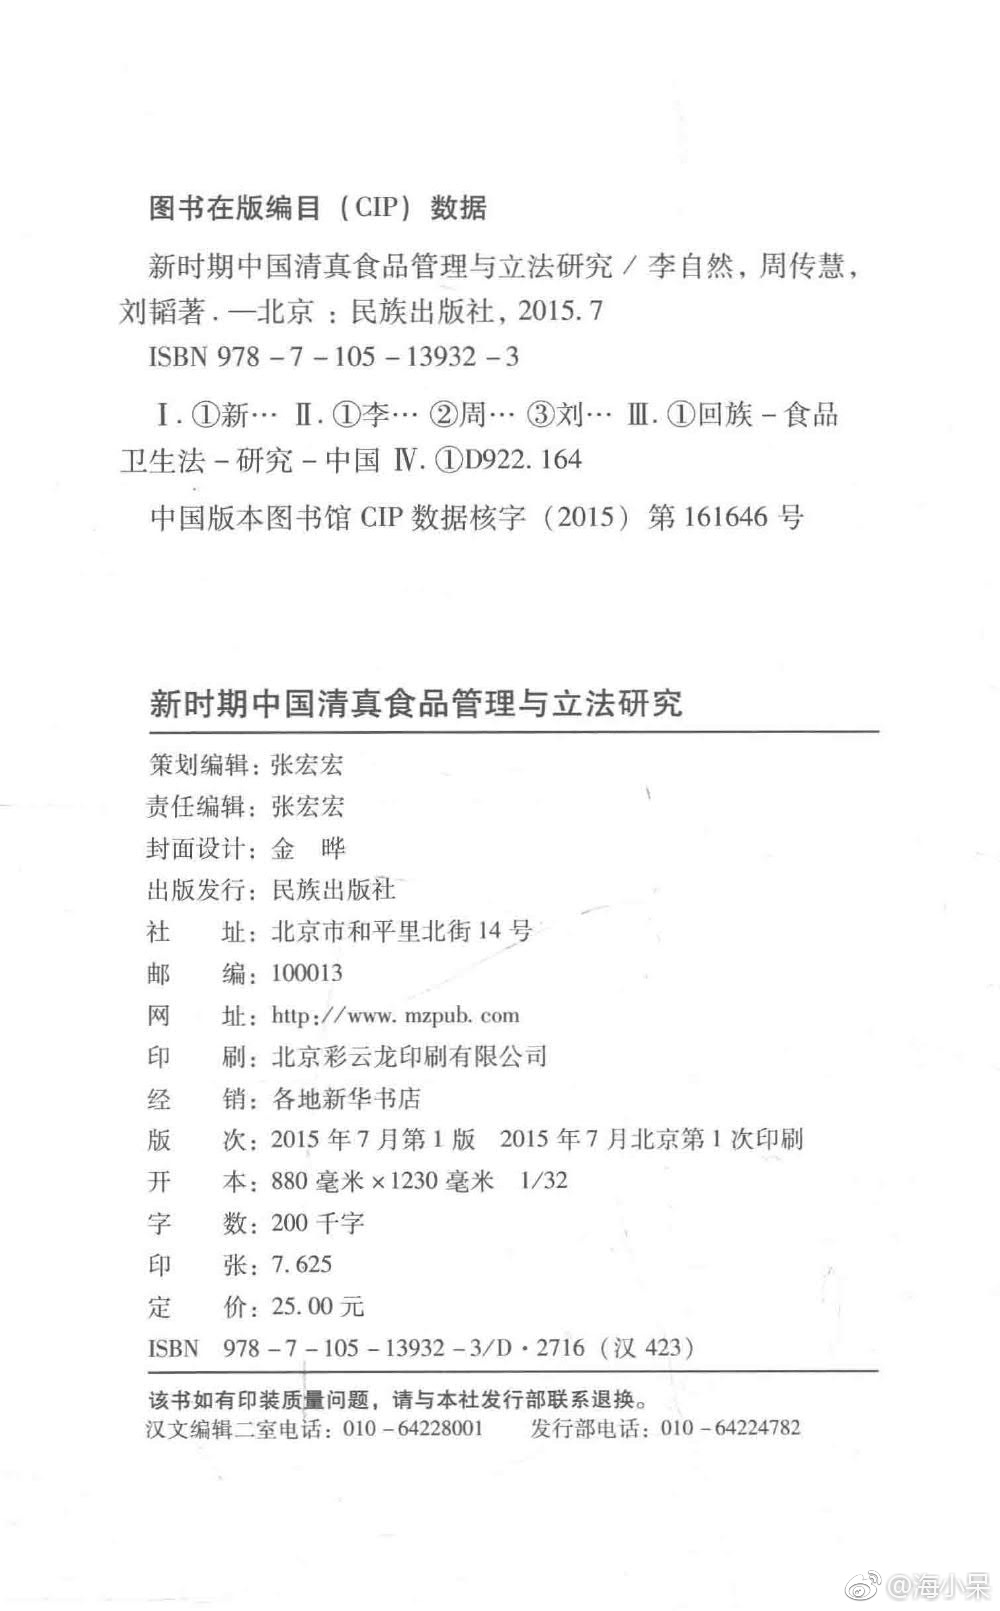 图书在版编目（CIP）数据
新时期中国清真食品管理与立法研究 / 李自然，周传慧，
刘韬著. —北京 : 民族出版社，2015.7
ISBN 978-7-105-13932-3
Ⅰ.①新… Ⅱ.①李… ②周… ③刘… Ⅲ.①回族-食品
卫生法-研究-中国 Ⅳ.①D922.164
中国版本图书馆 CIP 数据核字（2015）第 161646 号
新时期中国清真食品管理与立法研究
策划编辑：张宏宏
责任编辑：张宏宏
封面设计：金 晔
出版发行：民族出版社
社 址：北京市和平里北街 14 号
邮 编：100013
网 址：http://www.mzpub.com
印 刷：北京彩云龙印刷有限公司
经 销：各地新华书店
版 次：2015 年 7 月第 1 版 2015 年 7 月北京第 1 次印刷
开 本：880 毫米×1230 毫米 1/32
字 数：200 千字
印 张：7.625
定 价：25.00 元
ISBN 978-7-105-13932-3/D·2716（汉 423）
该书如有印装质量问题，请与本社发行部联系退换。
汉文编辑二室电话：010-64228001 发行部电话：010-64224782
@海小呆